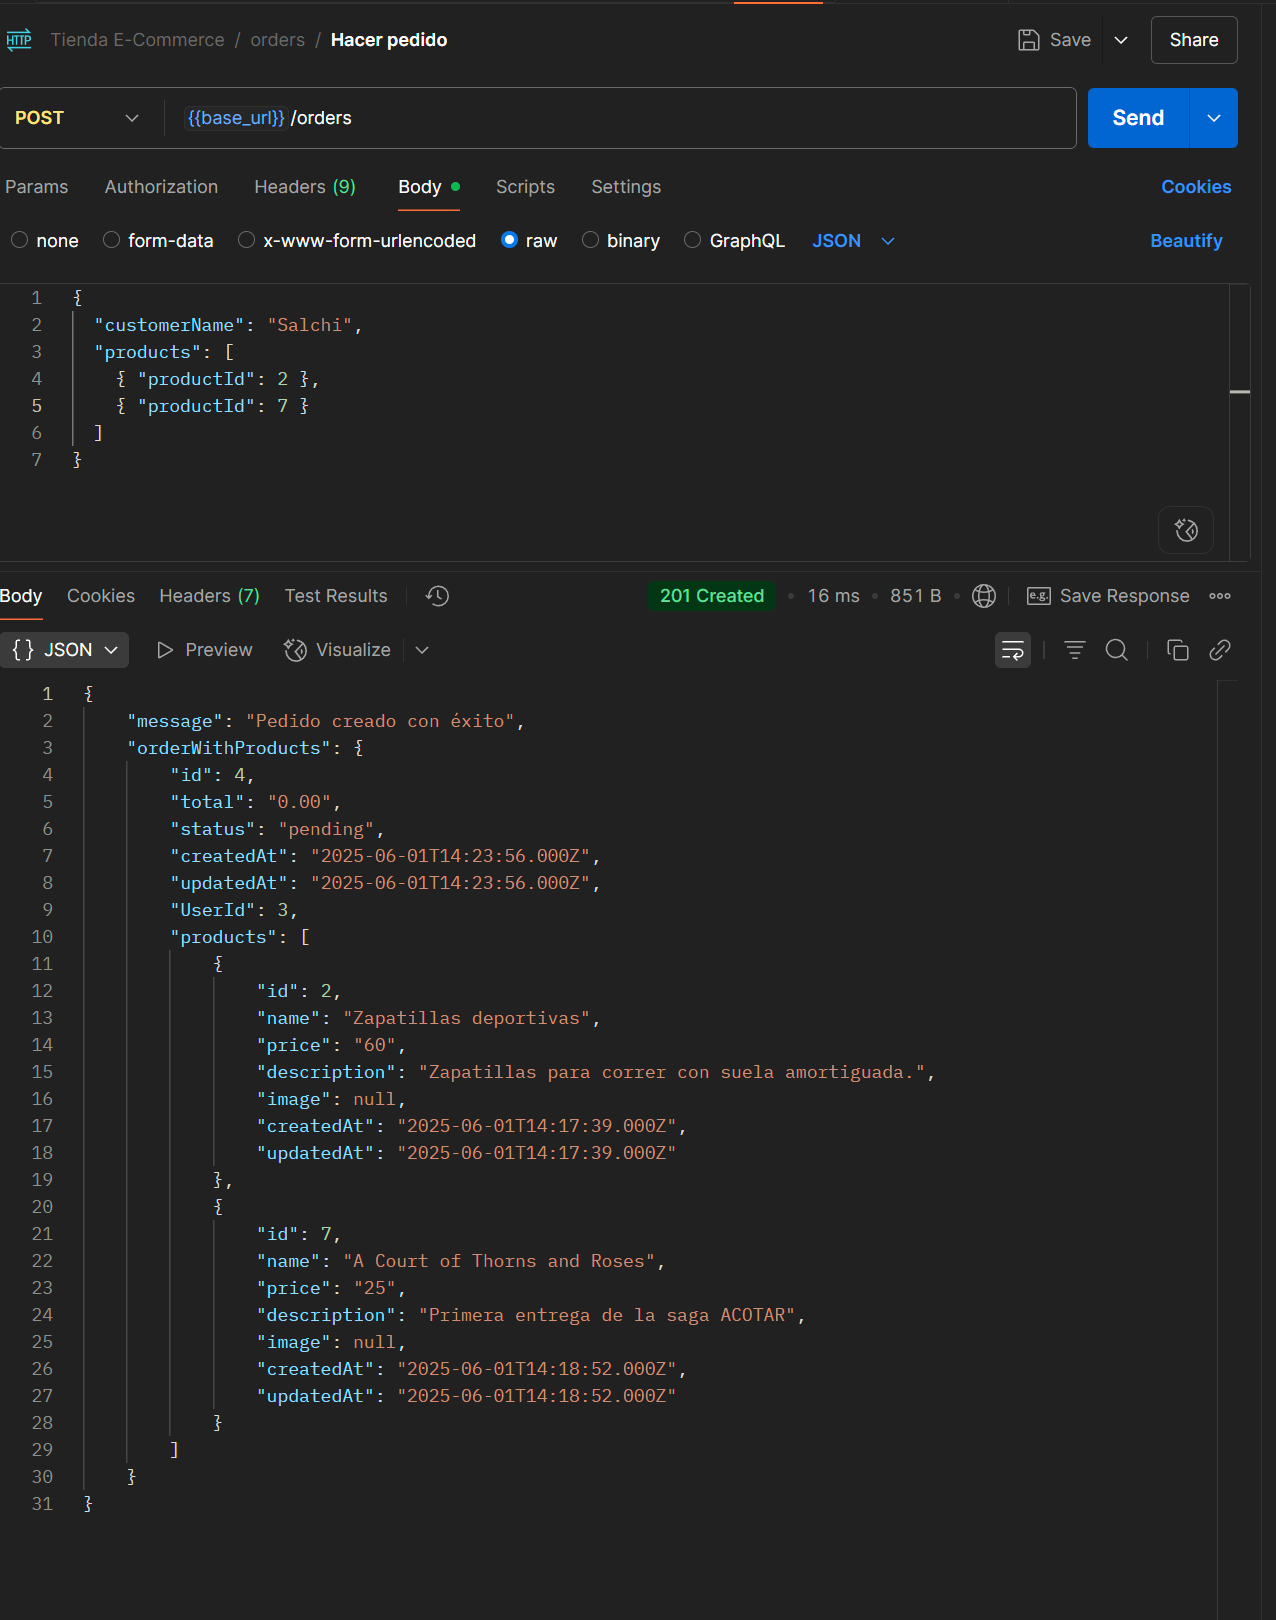 HTTP Tienda E-Commerce / orders / Hacer pedido Save Share
POST {{base_url}}/orders Send
Params Authorization Headers (9) Body Scripts Settings Cookies
none form-data x-www-form-urlencoded raw binary GraphQL JSON Beautify
1 {
2 "customerName": "Salchi",
3 "products": [
4 { "productId": 2 },
5 { "productId": 7 }
6 ]
7 }
Body Cookies Headers (7) Test Results 201 Created • 16 ms • 851 B • e.g. Save Response
{} JSON Preview Visualize
1 {
2 "message": "Pedido creado con éxito",
3 "orderWithProducts": {
4 "id": 4,
5 "total": "0.00",
6 "status": "pending",
7 "createdAt": "2025-06-01T14:23:56.000Z",
8 "updatedAt": "2025-06-01T14:23:56.000Z",
9 "UserId": 3,
10 "products": [
11 {
12 "id": 2,
13 "name": "Zapatillas deportivas",
14 "price": "60",
15 "description": "Zapatillas para correr con suela amortiguada.",
16 "image": null,
17 "createdAt": "2025-06-01T14:17:39.000Z",
18 "updatedAt": "2025-06-01T14:17:39.000Z"
19 },
20 {
21 "id": 7,
22 "name": "A Court of Thorns and Roses",
23 "price": "25",
24 "description": "Primera entrega de la saga ACOTAR",
25 "image": null,
26 "createdAt": "2025-06-01T14:18:52.000Z",
27 "updatedAt": "2025-06-01T14:18:52.000Z"
28 }
29 ]
30 }
31 }